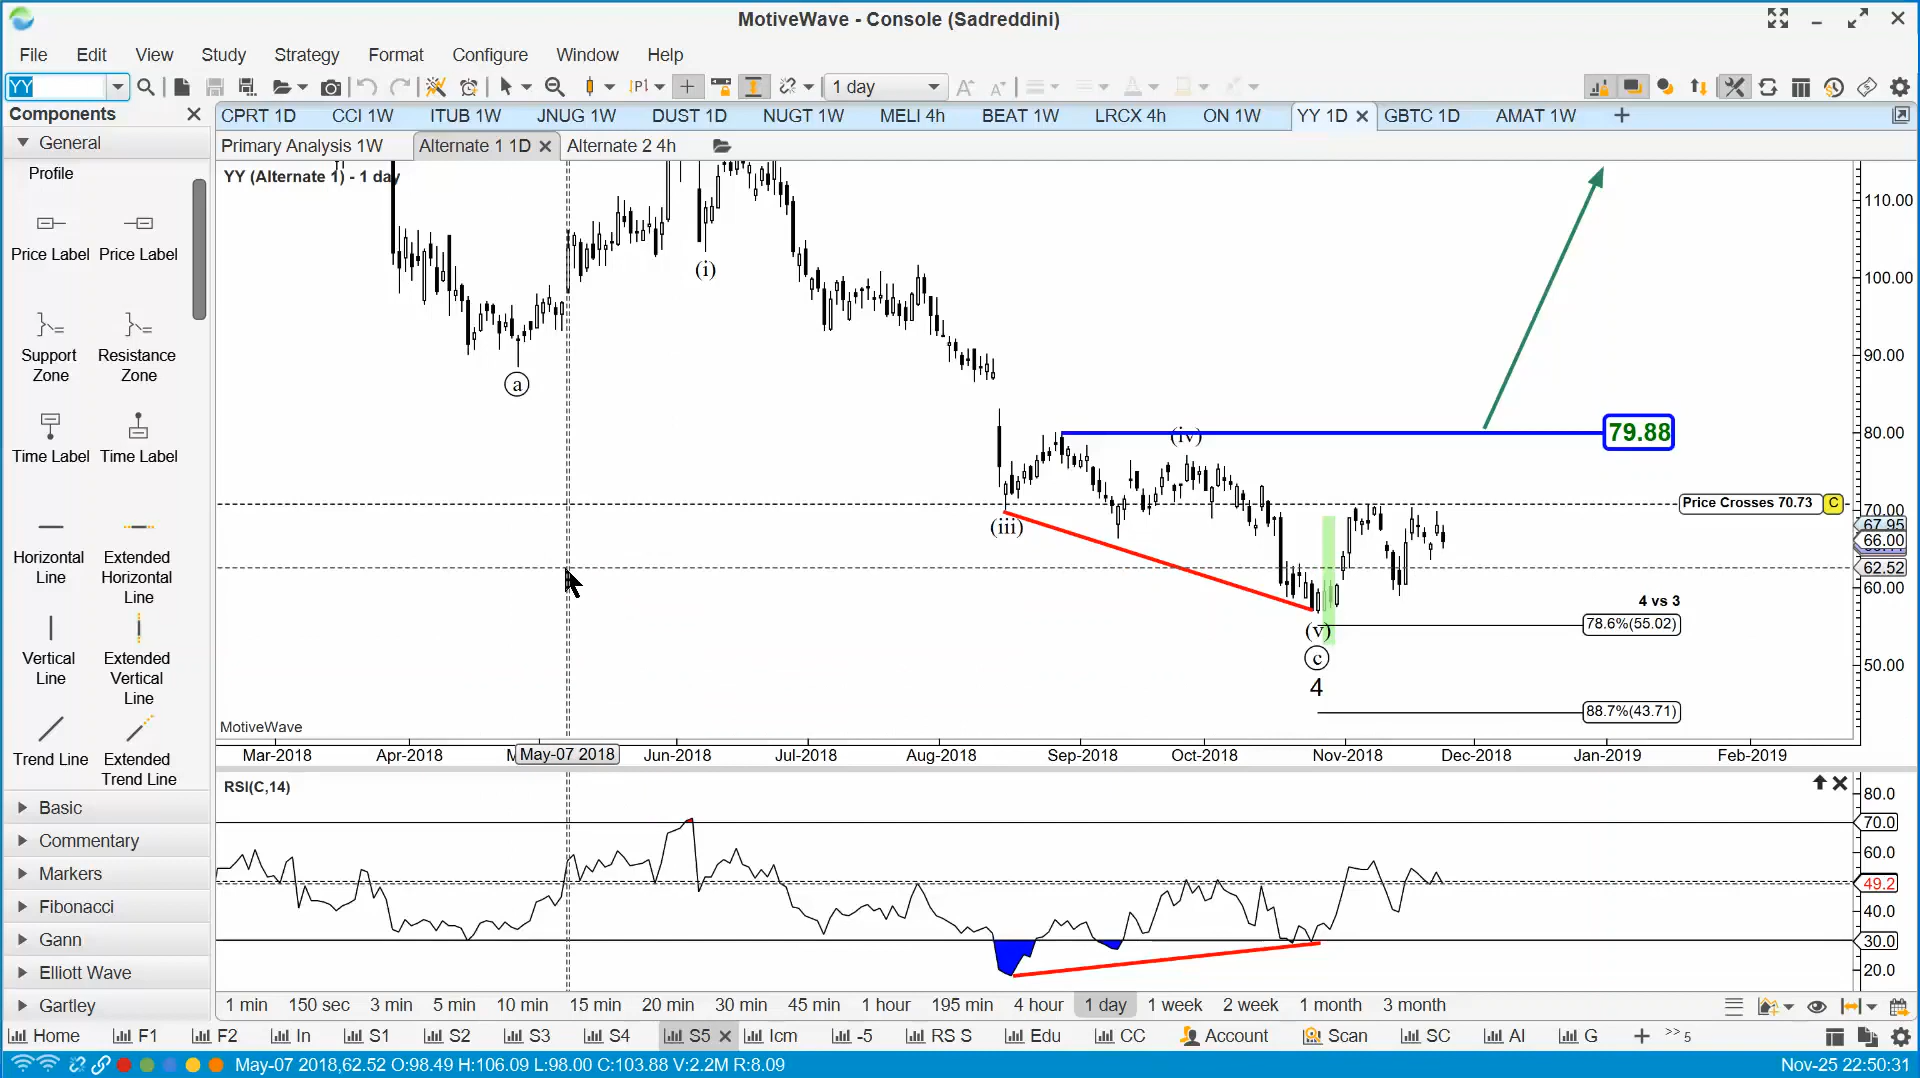 MotiveWave - Console (Sadreddini)
File Edit View Study Strategy Format Configure Window Help
YY 1 day
Components
CPRT 1D CCI 1W ITUB 1W JNUG 1W DUST 1D NUGT 1W MELI 4h BEAT 1W LRCX 4h ON 1W YY 1D GBTC 1D AMAT 1W
General
Primary Analysis 1W Alternate 1 1D Alternate 2 4h
Profile
Price Label Price Label
Support Zone
Resistance Zone
Time Label Time Label
Horizontal Line
Extended Horizontal Line
Vertical Line
Extended Vertical Line
Trend Line
Extended Trend Line
Basic
Commentary
Markers
Fibonacci
Gann
Elliott Wave
Gartley
YY (Alternate 1) - 1 day
(i)
a
(iii)
(iv)
79.88
Price Crosses 70.73 C
4 vs 3
78.6%(55.02)
(v)
c
4
88.7%(43.71)
MotiveWave
110.00
100.00
90.00
80.00
70.00
67.95
66.00
62.52
60.00
50.00
Mar-2018 Apr-2018 May-07 2018 Jun-2018 Jul-2018 Aug-2018 Sep-2018 Oct-2018 Nov-2018 Dec-2018 Jan-2019 Feb-2019
RSI(C,14)
80.0
70.0
60.0
49.2
40.0
30.0
20.0
1 min 150 sec 3 min 5 min 10 min 15 min 20 min 30 min 45 min 1 hour 195 min 4 hour 1 day 1 week 2 week 1 month 3 month
Home F1 F2 In S1 S2 S3 S4 S5 Icm -5 RS S Edu CC Account Scan SC AI G >> 5
May-07 2018,62.52 O:98.49 H:106.09 L:98.00 C:103.88 V:2.2M R:8.09
Nov-25 22:50:31